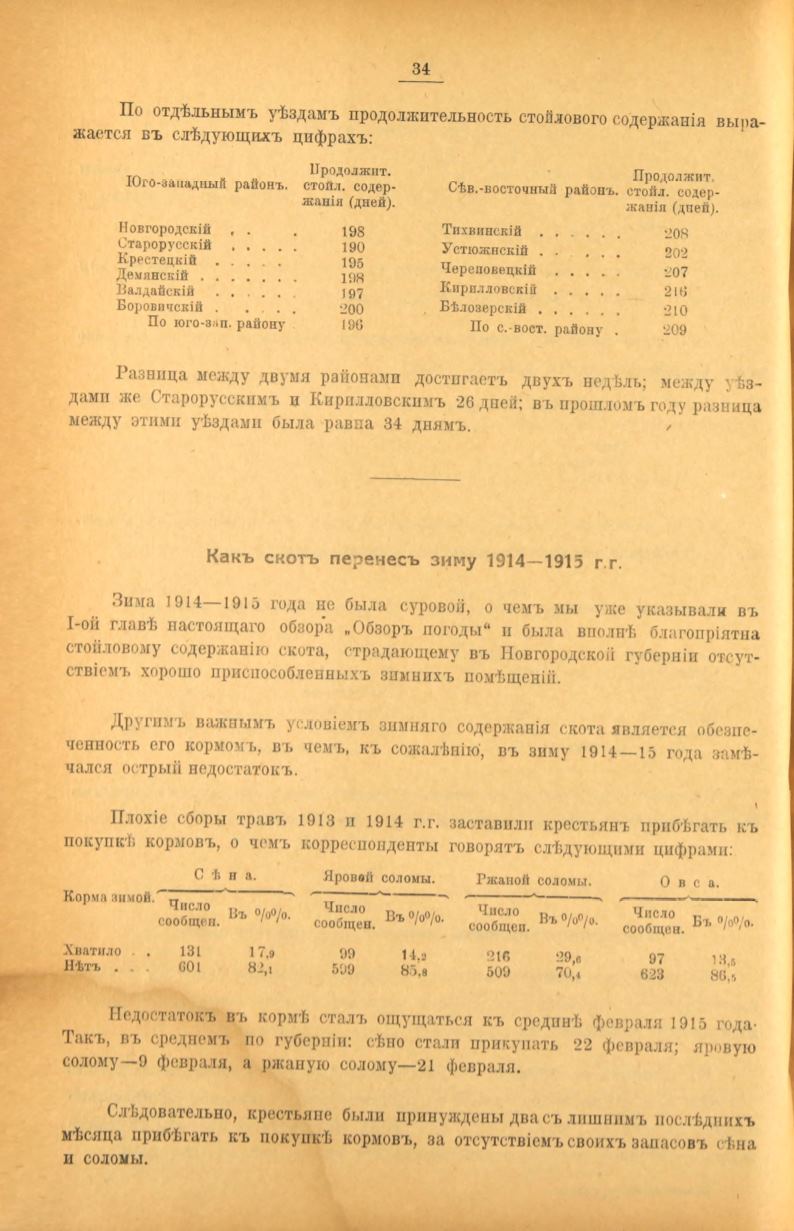 34
По отдѣльнымъ уѣздамъ продолжительность стойлового содержанія выра-
жается въ слѣдующихъ цифрахъ:
Юго-западный районъ. Продолжит. стойл. содер-жанія (дней).
Новгородскій . . . 198
Старорусскій . . . . . 190
Крестецкій . . . . . 195
Демянскій . . . . . . . 198
Валдайскій . . . . . . 197
Боровичскій . . . . . 200
По юго-зап. району 196
Сѣв.-восточный районъ. Продолжит. стойл. содер-жанія (дней).
Тихвинскій . . . . . . 208
Устюжнскій . . . . . 202
Череповецкій . . . . . 207
Кирилловскій . . . . . 216
Бѣлозерскій . . . . . . 210
По с.-вост. району . 209
Разница между двумя районами достигаетъ двухъ недѣль; между уѣз-
дами же Старорусскимъ и Кирилловскимъ 26 дней; въ прошломъ году разница
между этими уѣздами была равна 34 днямъ.
Какъ скотъ перенесъ зиму 1914—1915 г.г.
Зима 1914—1915 года не была суровой, о чемъ мы уже указывали въ
I-ой главѣ настоящаго обзора „Обзоръ погоды“ и была вполнѣ благопріятна
стойловому содержанію скота, страдающему въ Новгородской губерніи отсут-
ствіемъ хорошо приспособленныхъ зимнихъ помѣщеній.
Другимъ важнымъ условіемъ зимняго содержанія скота является обезпе-
ченность его кормомъ, въ чемъ, къ сожалѣнію, въ зиму 1914—15 года замѣ-
чался острый недостатокъ.
Плохіе сборы травъ 1913 и 1914 г.г. заставили крестьянъ прибѣгать къ
покупкѣ кормовъ, о чемъ корреспонденты говорятъ слѣдующими цифрами:
Сѣна. Яровой соломы. Ржаной соломы. Овса.
Корма зимой. Число сообщен. Въ %%. Число сообщен. Въ %%. Число сообщен. Въ %%. Число сообщен. Въ %%.
Хватило . . 131 17,9 99 14,2 216 29,6 97 13,5
Нѣтъ . . . 601 82,1 599 85,8 509 70,4 623 86,5
Недостатокъ въ кормѣ сталъ ощущаться къ срединѣ февраля 1915 года.
Такъ, въ среднемъ по губерніи: сѣно стали прикупать 22 февраля; яровую
солому—9 февраля, а ржаную солому—21 февраля.
Слѣдовательно, крестьяне были принуждены два съ лишнимъ послѣднихъ
мѣсяца прибѣгать къ покупкѣ кормовъ, за отсутствіемъ своихъ запасовъ сѣна
и соломы.